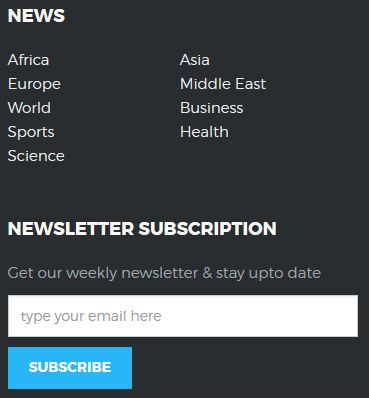 NEWS
Africa Asia
Europe Middle East
World Business
Sports Health
Science
NEWSLETTER SUBSCRIPTION
Get our weekly newsletter & stay upto date
type your email here
SUBSCRIBE